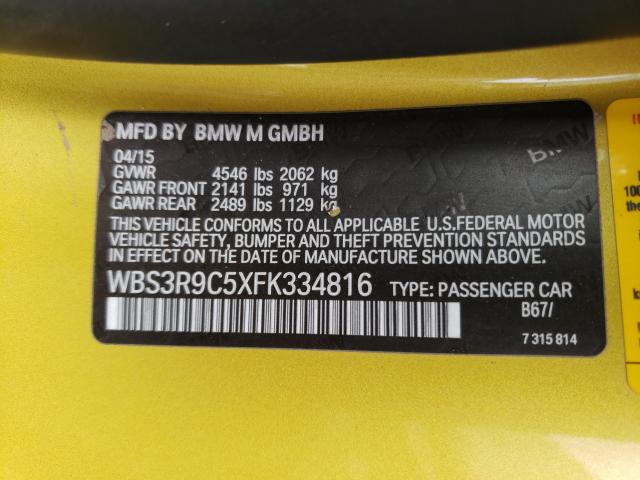 MFD BY BMW M GMBH
04/15
GVWR 4546 lbs 2062 kg
GAWR FRONT 2141 lbs 971 kg
GAWR REAR 2489 lbs 1129 kg
THIS VEHICLE CONFORMS TO ALL APPLICABLE U.S.FEDERAL MOTOR
VEHICLE SAFETY, BUMPER AND THEFT PREVENTION STANDARDS
IN EFFECT ON THE DATE OF MANUFACTURE SHOWN ABOVE.
WBS3R9C5XFK334816 TYPE: PASSENGER CAR
B67/
7 315 814